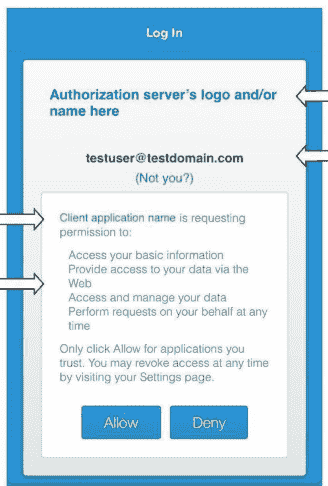 Log In
Authorization server's logo and/or
name here
testuser@testdomain.com
(Not you?)
Client application name is requesting
permission to:
Access your basic information
Provide access to your data via the
Web
Access and manage your data
Perform requests on your behalf at any
time
Only click Allow for applications you
trust. You may revoke access at any time
by visiting your Settings page.
Allow Deny